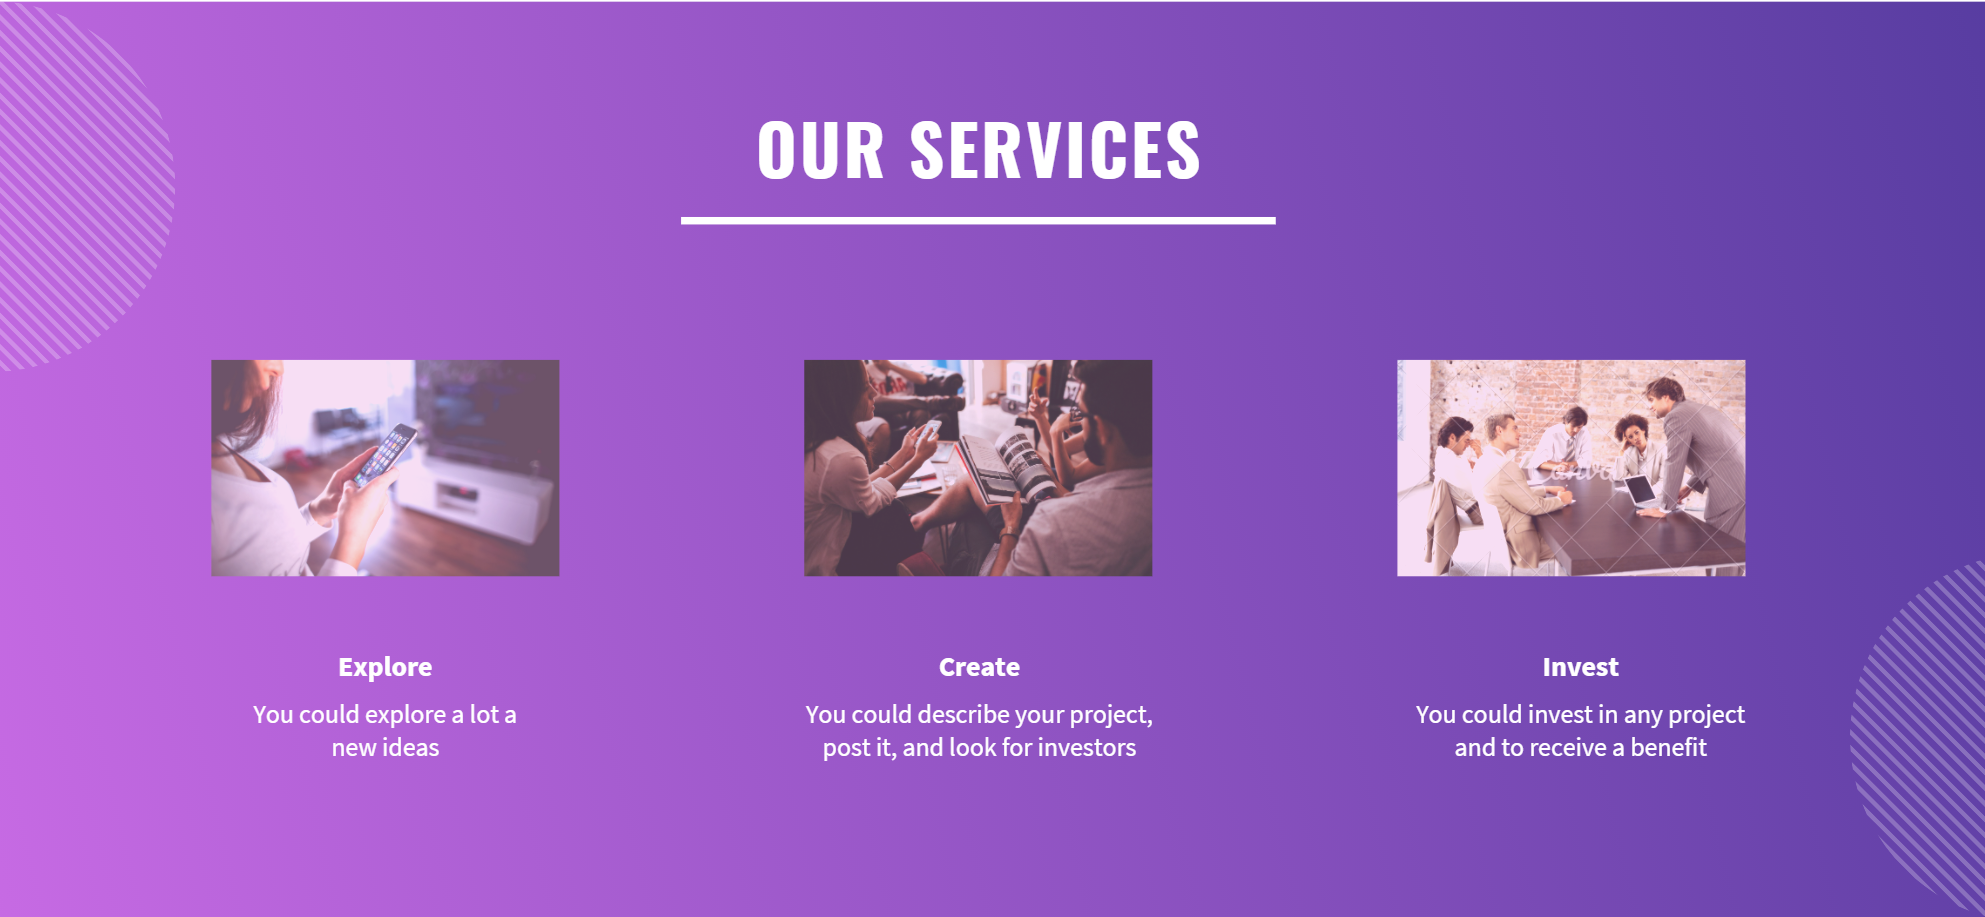 OUR SERVICES
Explore
You could explore a lot a
new ideas
Create
You could describe your project,
post it, and look for investors
Invest
You could invest in any project
and to receive a benefit
Canva